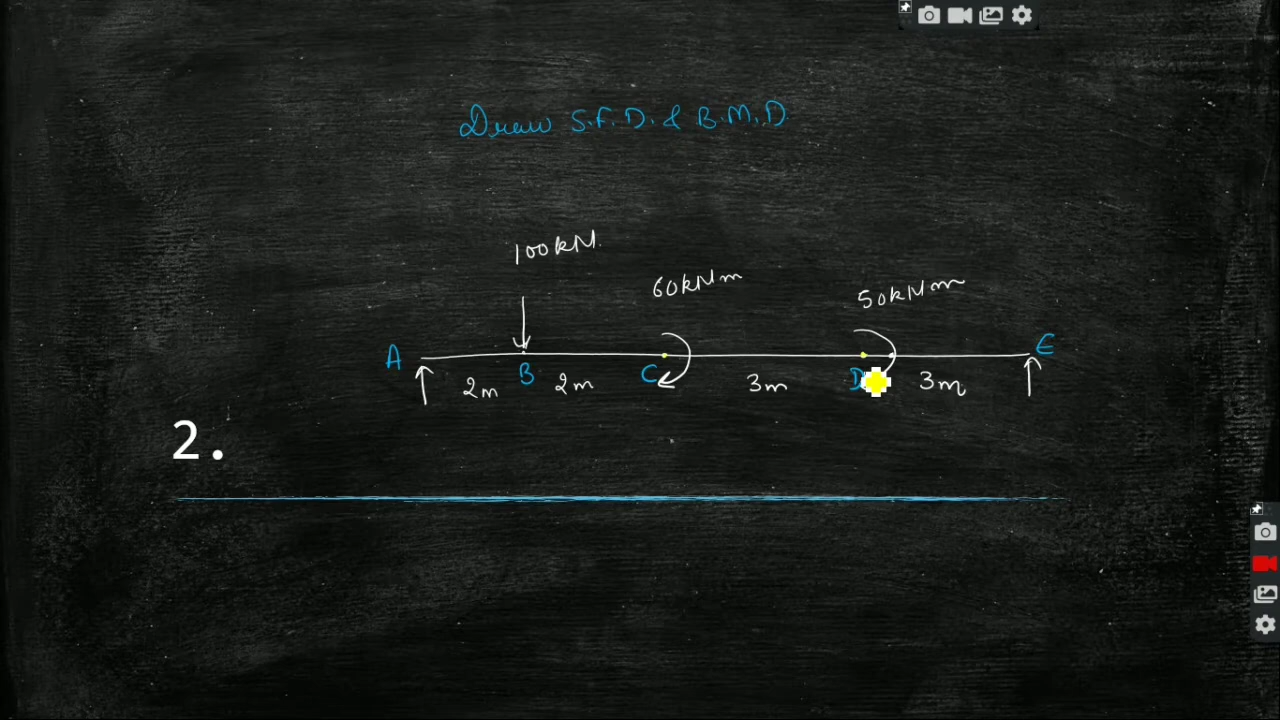 Draw S.F.D. & B.M.D.
100kN.
60kNm
50kNm
A B C D E
2m 2m 3m 3m
2.